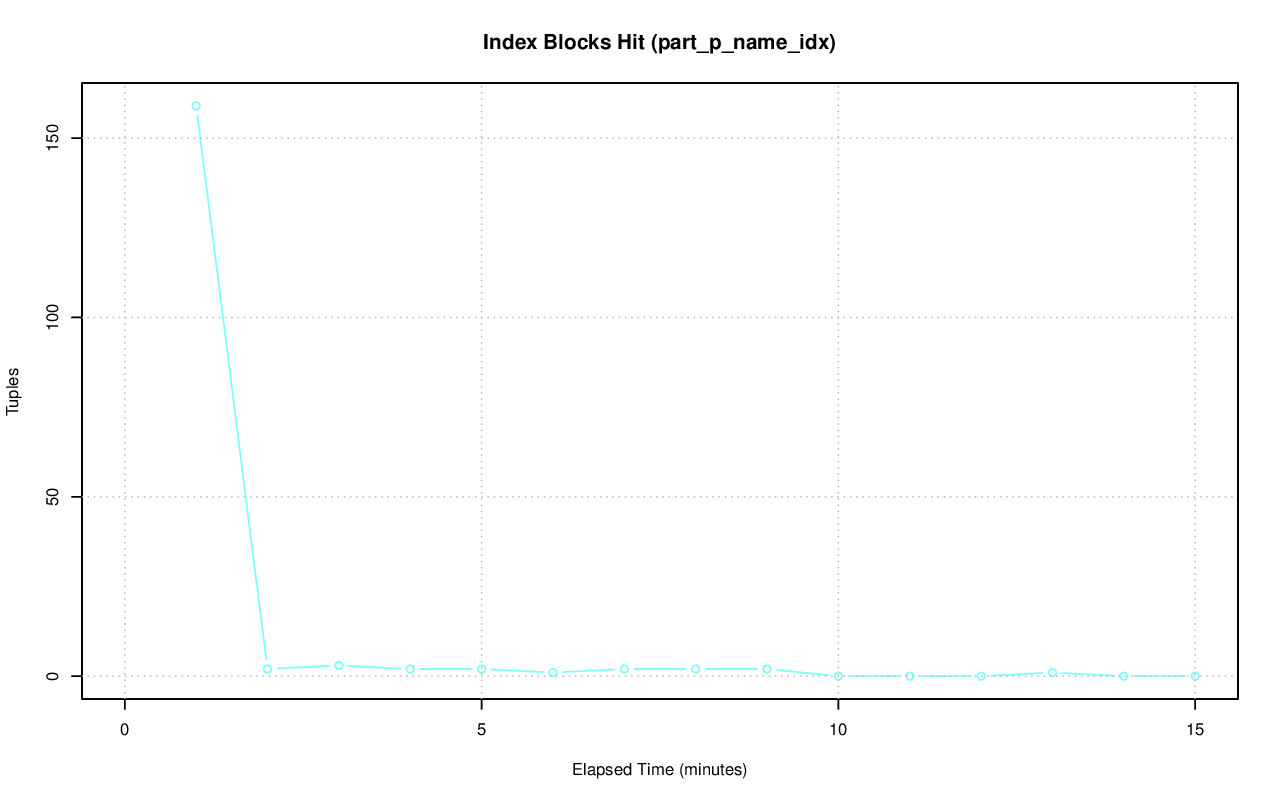 Index Blocks Hit (part_p_name_idx)
150
100
50
0
Tuples
0 5 10 15
Elapsed Time (minutes)